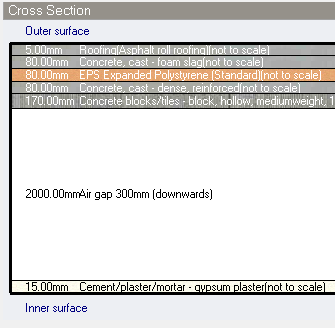 Cross Section
Outer surface
5.00mm Roofing(Asphalt roll roofing)(not to scale)
80.00mm Concrete, cast - foam slag(not to scale)
80.00mm EPS Expanded Polystyrene (Standard)(not to scale)
80.00mm Concrete, cast - dense, reinforced(not to scale)
170.00mm Concrete blocks/tiles - block, hollow, mediumweight, 1
2000.00mm Air gap 300mm (downwards)
15.00mm Cement/plaster/mortar - gypsum plaster(not to scale)
Inner surface